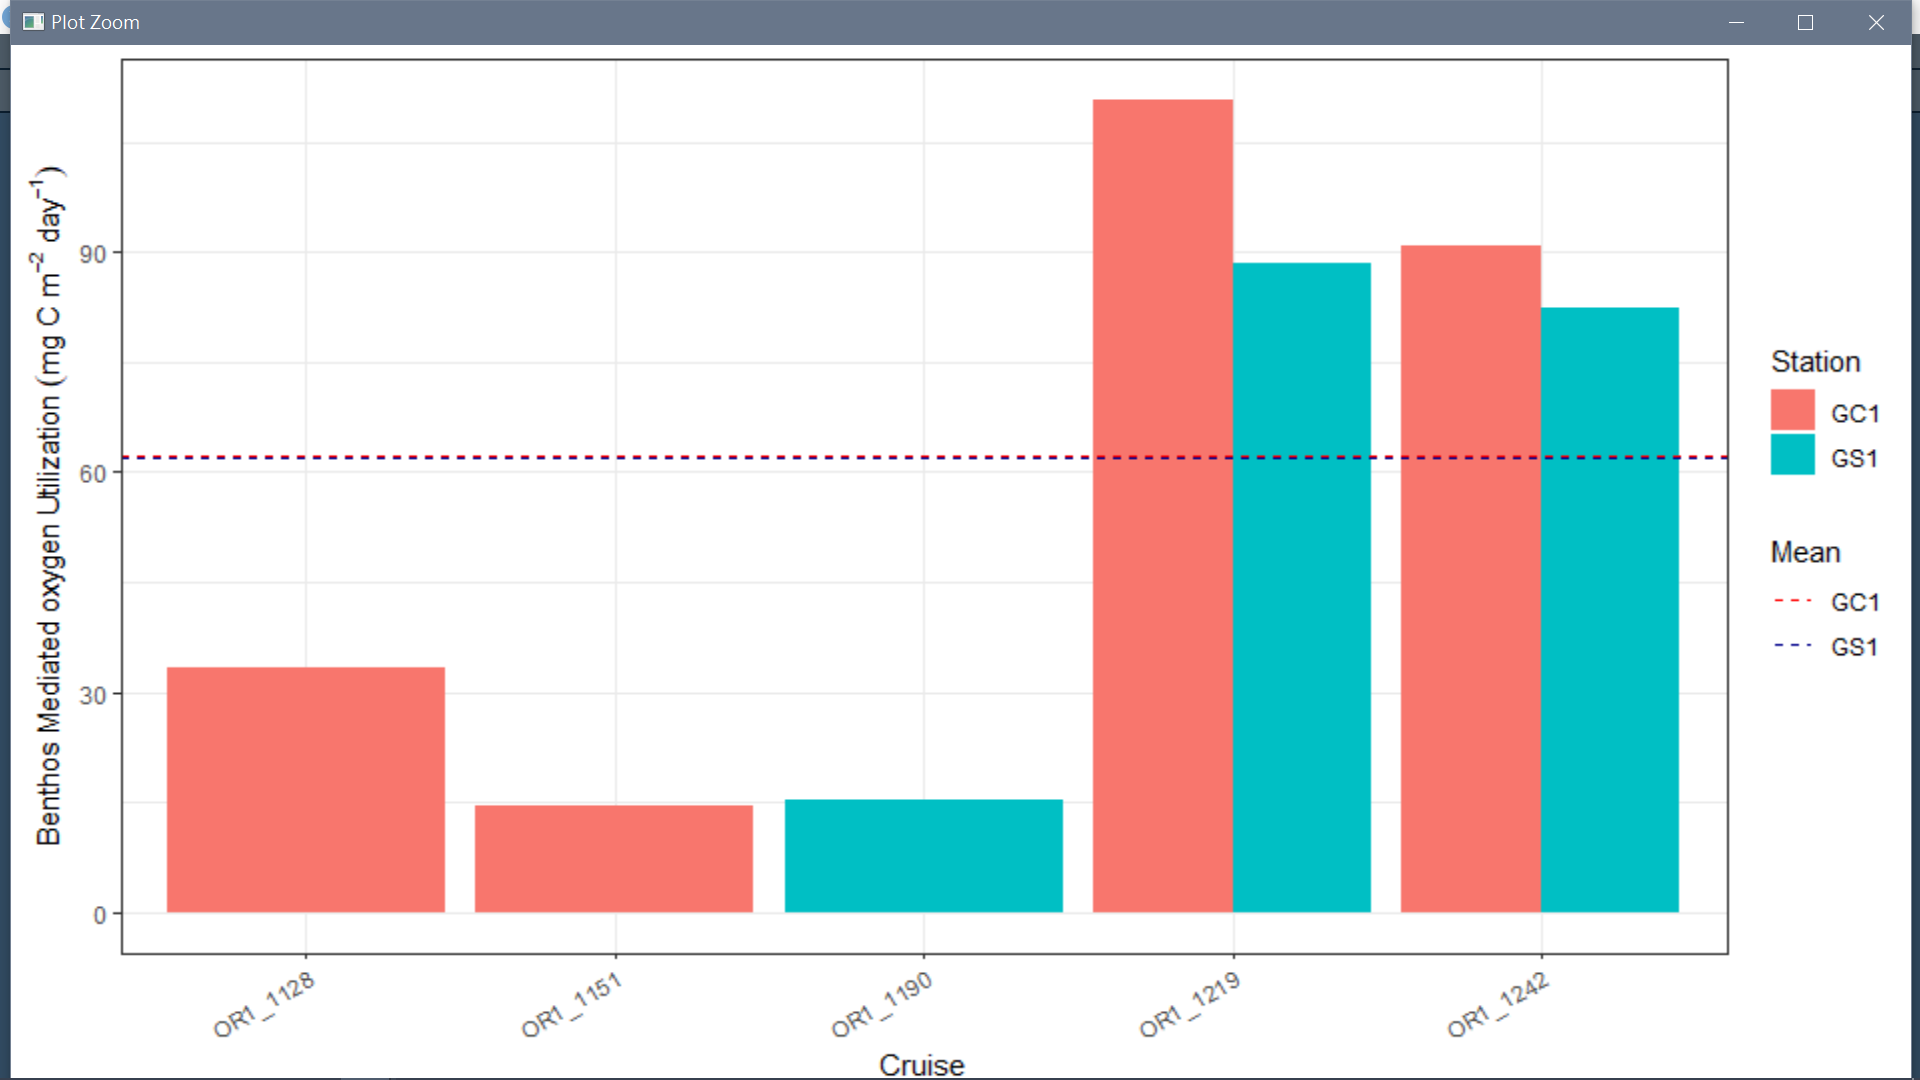 Plot Zoom
Benthos Mediated oxygen Utilization (mg C m⁻² day⁻¹)
90
60
30
0
OR1_1128
OR1_1151
OR1_1190
OR1_1219
OR1_1242
Cruise
Station
GC1
GS1
Mean
GC1
GS1